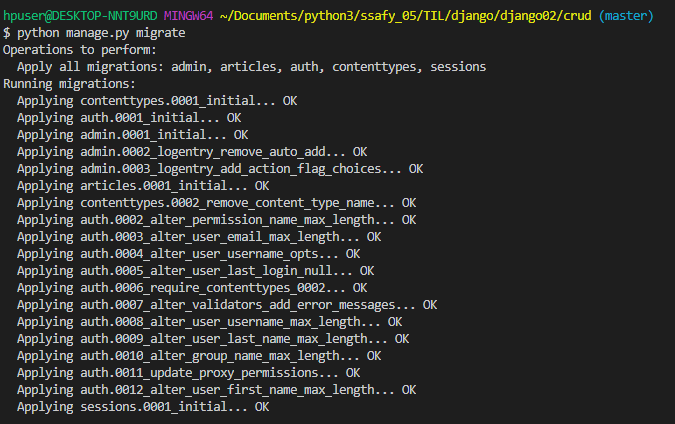 hpuser@DESKTOP-NNT9URD MINGW64 ~/Documents/python3/ssafy_05/TIL/django/django02/crud (master)
$ python manage.py migrate
Operations to perform:
  Apply all migrations: admin, articles, auth, contenttypes, sessions
Running migrations:
  Applying contenttypes.0001_initial... OK
  Applying auth.0001_initial... OK
  Applying admin.0001_initial... OK
  Applying admin.0002_logentry_remove_auto_add... OK
  Applying admin.0003_logentry_add_action_flag_choices... OK
  Applying articles.0001_initial... OK
  Applying contenttypes.0002_remove_content_type_name... OK
  Applying auth.0002_alter_permission_name_max_length... OK
  Applying auth.0003_alter_user_email_max_length... OK
  Applying auth.0004_alter_user_username_opts... OK
  Applying auth.0005_alter_user_last_login_null... OK
  Applying auth.0006_require_contenttypes_0002... OK
  Applying auth.0007_alter_validators_add_error_messages... OK
  Applying auth.0008_alter_user_username_max_length... OK
  Applying auth.0009_alter_user_last_name_max_length... OK
  Applying auth.0010_alter_group_name_max_length... OK
  Applying auth.0011_update_proxy_permissions... OK
  Applying auth.0012_alter_user_first_name_max_length... OK
  Applying sessions.0001_initial... OK